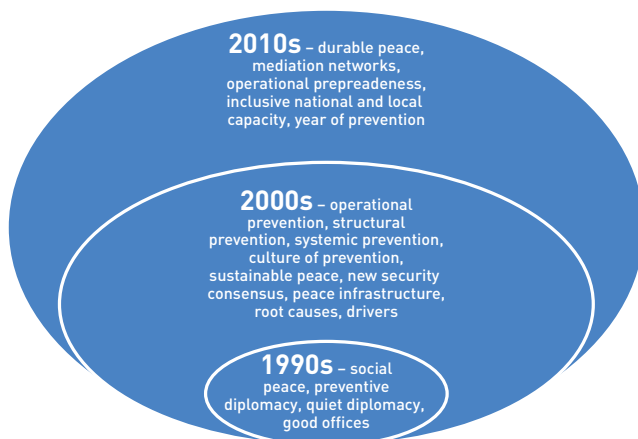 2010s – durable peace,
mediation networks,
operational prepreadeness,
inclusive national and local
capacity, year of prevention
2000s – operational
prevention, structural
prevention, systemic prevention,
culture of prevention,
sustainable peace, new security
consensus, peace infrastructure,
root causes, drivers
1990s – social
peace, preventive
diplomacy, quiet diplomacy,
good offices